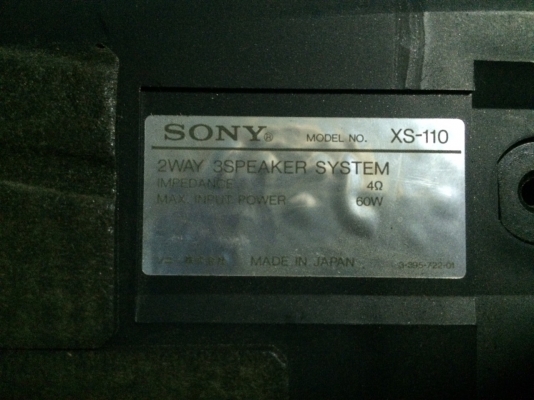 SONY® MODEL NO. XS-110
2WAY 3SPEAKER SYSTEM
IMPEDANCE 4Ω
MAX. INPUT POWER 60W
MADE IN JAPAN